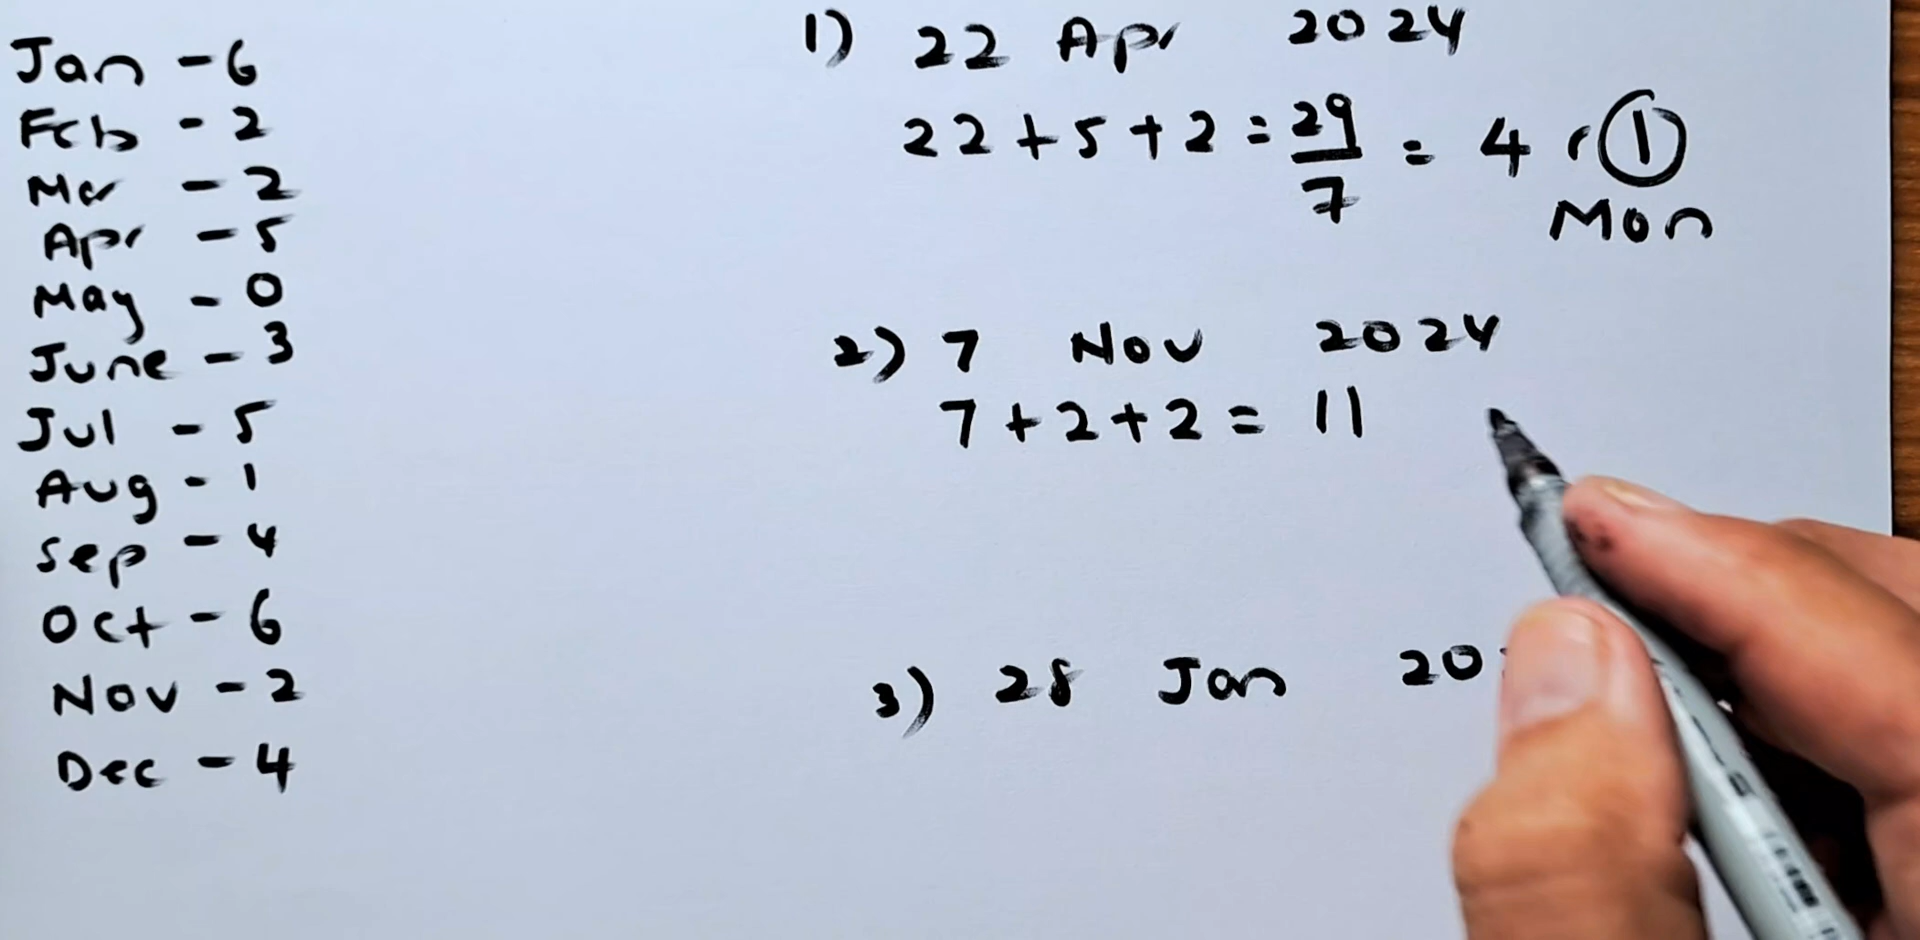 Jan - 6
Feb - 2
Mar - 2
Apr - 5
May - 0
June - 3
Jul - 5
Aug - 1
Sep - 4
Oct - 6
Nov - 2
Dec - 4
1) 22 Apr 2024
22 + 5 + 2 = 29/7 = 4 r 1
Mon
2) 7 Nov 2024
7 + 2 + 2 = 11
3) 28 Jan 20